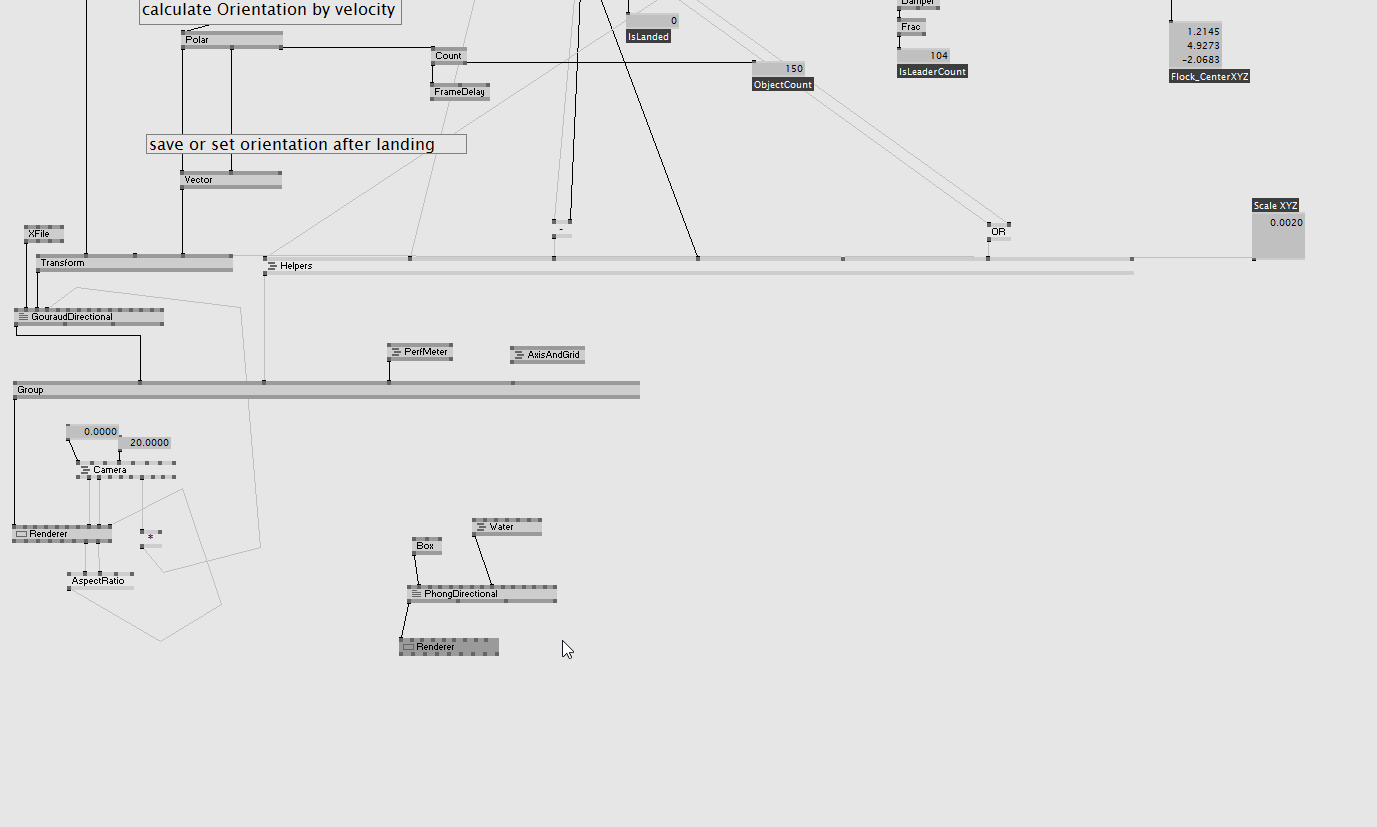 calculate Orientation by velocity
Damper
0
IsLanded
Polar
Frac
1.2145
4.9273
-2.0683
Flock_CenterXYZ
Count
104
IsLeaderCount
150
ObjectCount
FrameDelay
save or set orientation after landing
Vector
Scale XYZ
0.0020
XFile
-
OR
Transform
Helpers
GouraudDirectional
PerfMeter
AxisAndGrid
Group
0.0000
20.0000
Camera
Water
Renderer
*
Box
AspectRatio
PhongDirectional
Renderer